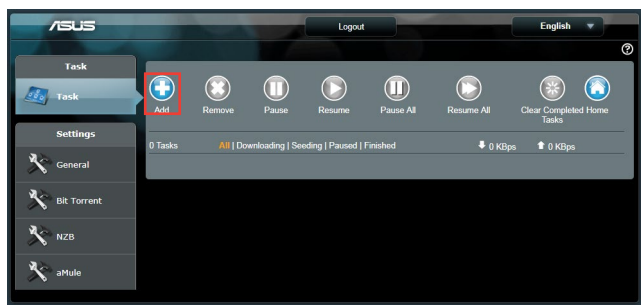 ASUS
Logout
English
Task
Task
Add
Remove
Pause
Resume
Pause All
Resume All
Clear Completed
Tasks
Home
0 Tasks
All | Downloading | Seeding | Paused | Finished
0 KBps
0 KBps
Settings
General
Bit Torrent
NZB
aMule